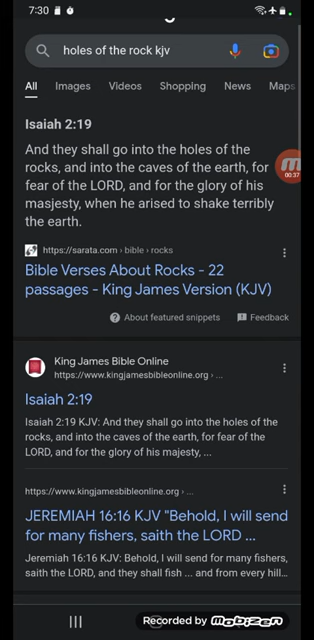 7:30
holes of the rock kjv
All Images Videos Shopping News Maps
Isaiah 2:19
And they shall go into the holes of the
rocks, and into the caves of the earth, for
fear of the LORD, and for the glory of his
masjesty, when he arised to shake terribly
the earth.
00:37
https://sarata.com › bible › rocks
Bible Verses About Rocks - 22
passages - King James Version (KJV)
About featured snippets Feedback
King James Bible Online
https://www.kingjamesbibleonline.org › ...
Isaiah 2:19
Isaiah 2:19 KJV: And they shall go into the holes of the
rocks, and into the caves of the earth, for fear of the
LORD, and for the glory of his majesty, ...
https://www.kingjamesbibleonline.org › ...
JEREMIAH 16:16 KJV "Behold, I will send
for many fishers, saith the LORD ...
Jeremiah 16:16 KJV: Behold, I will send for many fishers,
saith the LORD, and they shall fish ... and from every hill...
Recorded by Mobizen